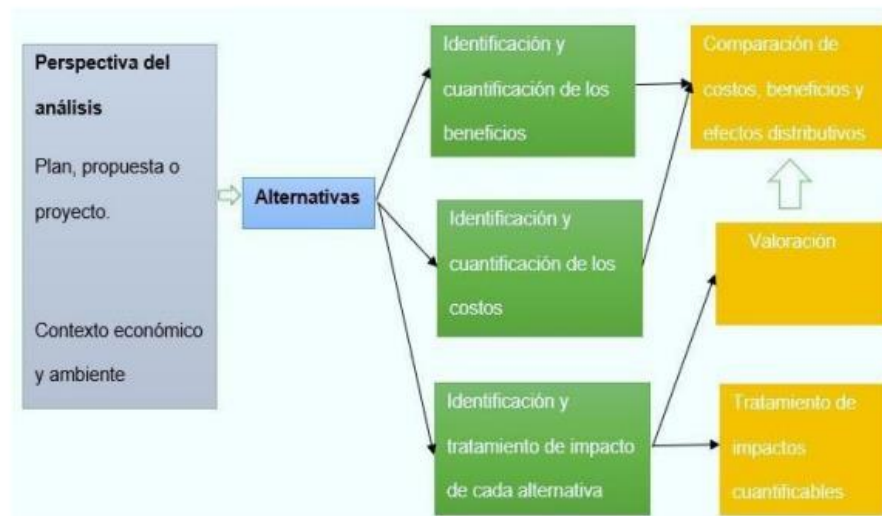 Perspectiva del
análisis
Plan, propuesta o
proyecto.
Contexto económico
y ambiente
Alternativas
Identificación y
cuantificación de los
beneficios
Identificación y
cuantificación de los
costos
Identificación y
tratamiento de impacto
de cada alternativa
Comparación de
costos, beneficios y
efectos distributivos
Valoración
Tratamiento de
impactos
cuantificables